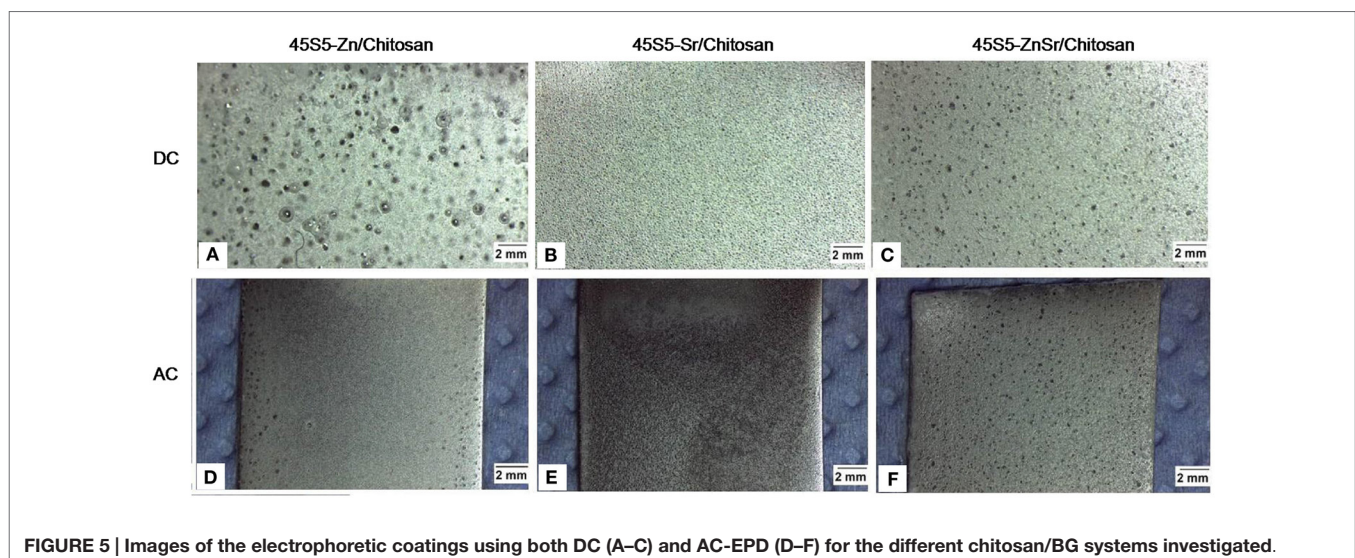 45S5-Zn/Chitosan
45S5-Sr/Chitosan
45S5-ZnSr/Chitosan
DC
A
2 mm
B
2 mm
C
2 mm
AC
D
2 mm
E
2 mm
F
2 mm
FIGURE 5 | Images of the electrophoretic coatings using both DC (A–C) and AC-EPD (D–F) for the different chitosan/BG systems investigated.